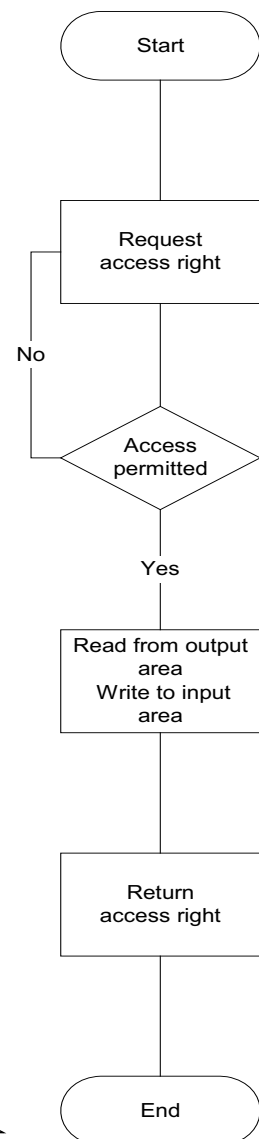 Start
Request
access right
No
Access
permitted
Yes
Read from output
area
Write to input
area
Return
access right
End